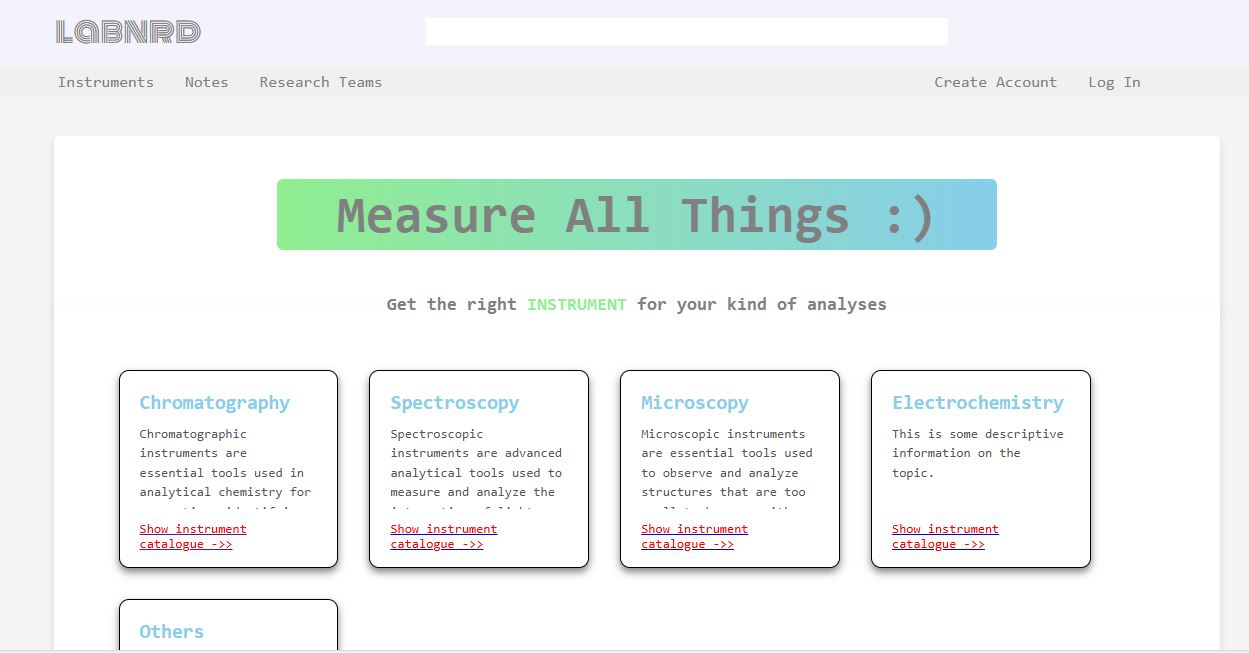 LABNRD
Instruments Notes Research Teams Create Account Log In
Measure All Things :)
Get the right INSTRUMENT for your kind of analyses
Chromatography
Chromatographic
instruments are
essential tools used in
analytical chemistry for
Show instrument
catalogue ->>
Spectroscopy
Spectroscopic
instruments are advanced
analytical tools used to
measure and analyze the
Show instrument
catalogue ->>
Microscopy
Microscopic instruments
are essential tools used
to observe and analyze
structures that are too
Show instrument
catalogue ->>
Electrochemistry
This is some descriptive
information on the
topic.
Show instrument
catalogue ->>
Others